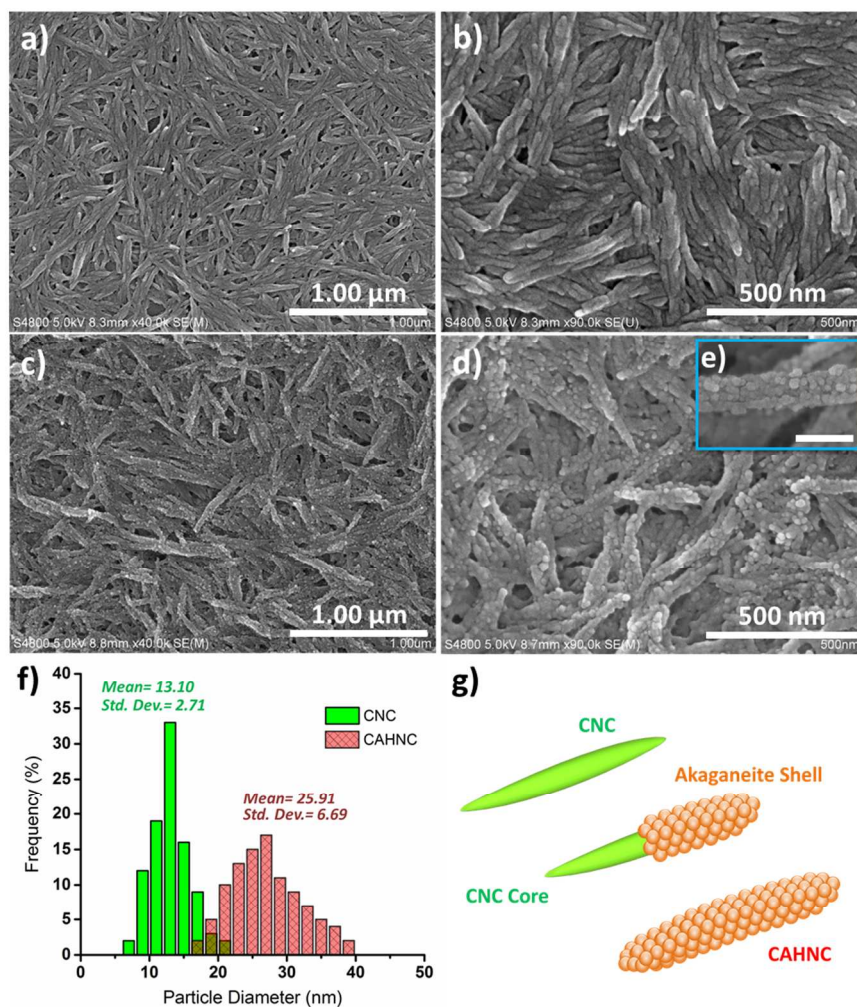 a)
1.00 µm
S4800 5.0kV 8.3mm x40.0k SE(M)
1.00um
b)
500 nm
S4800 5.0kV 8.3mm x90.0k SE(U)
500nm
c)
1.00 µm
S4800 5.0kV 8.8mm x40.0k SE(M)
1.00um
d)
e)
500 nm
S4800 5.0kV 8.7mm x90.0k SE(M)
500nm
f)
Mean= 13.10
Std. Dev.= 2.71
CNC
CAHNC
Mean= 25.91
Std. Dev.= 6.69
Frequency (%)
40
35
30
25
20
15
10
5
0
0
10
20
30
40
50
Particle Diameter (nm)
g)
CNC
Akaganeite Shell
CNC Core
CAHNC